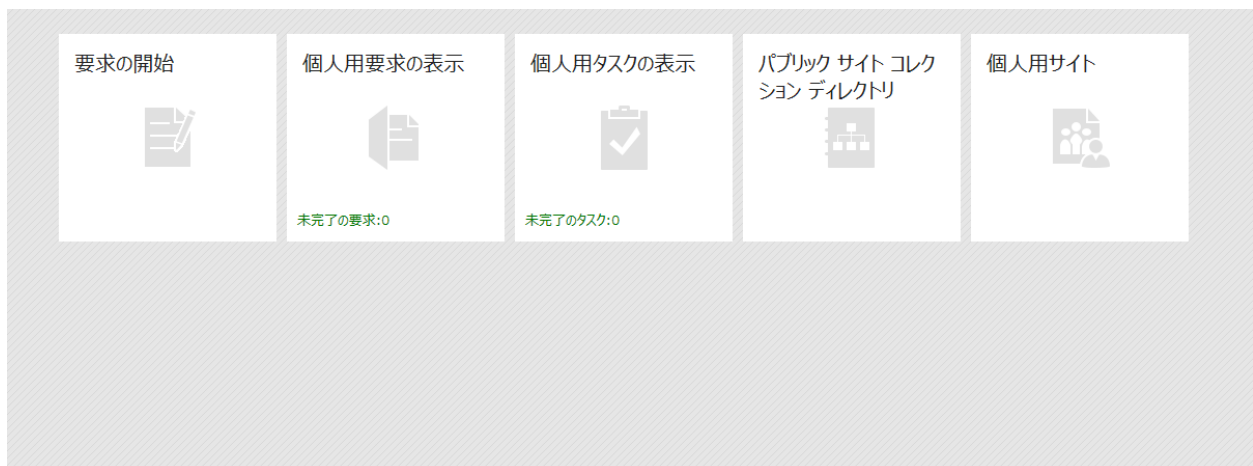 要求の開始
個人用要求の表示
未完了の要求:0
個人用タスクの表示
未完了のタスク:0
パブリック サイト コレク
ション ディレクトリ
個人用サイト